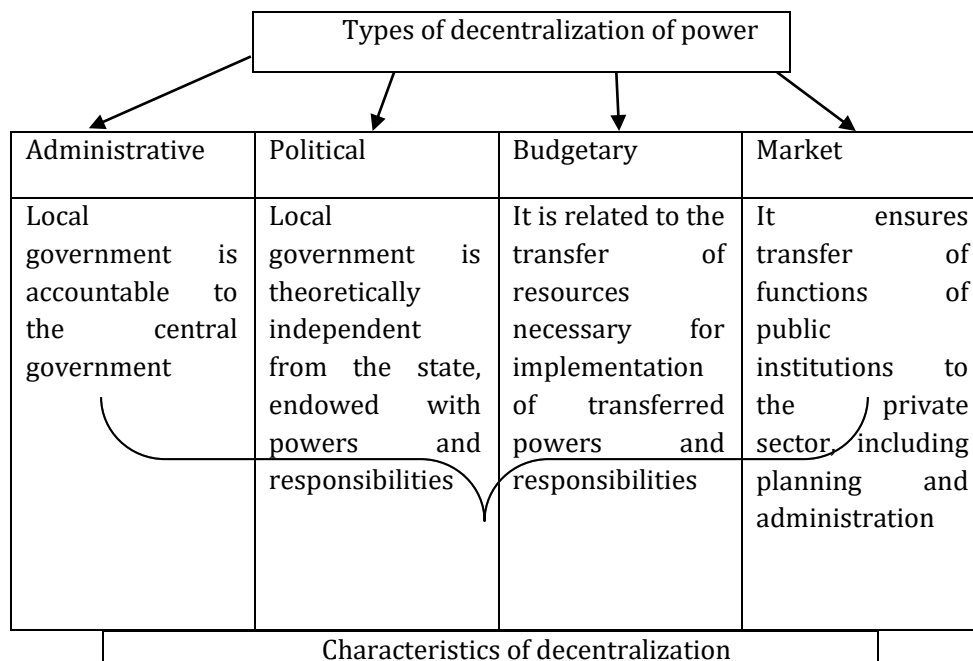 Types of decentralization of power
Administrative
Local
government is
accountable to
the central
government
Political
Local
government is
theoretically
independent
from the state,
endowed with
powers and
responsibilities
Budgetary
It is related to the
transfer of
resources
necessary for
implementation
of transferred
powers and
responsibilities
Market
It ensures
transfer of
functions of
public
institutions to
the private
sector, including
planning and
administration
Characteristics of decentralization